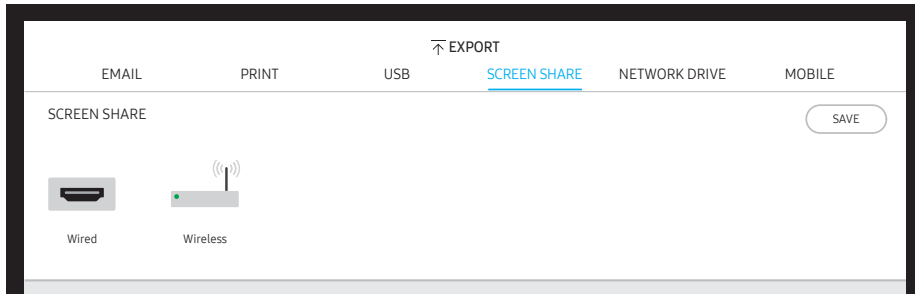 EXPORT
EMAIL PRINT USB SCREEN SHARE NETWORK DRIVE MOBILE
SCREEN SHARE SAVE
Wired Wireless